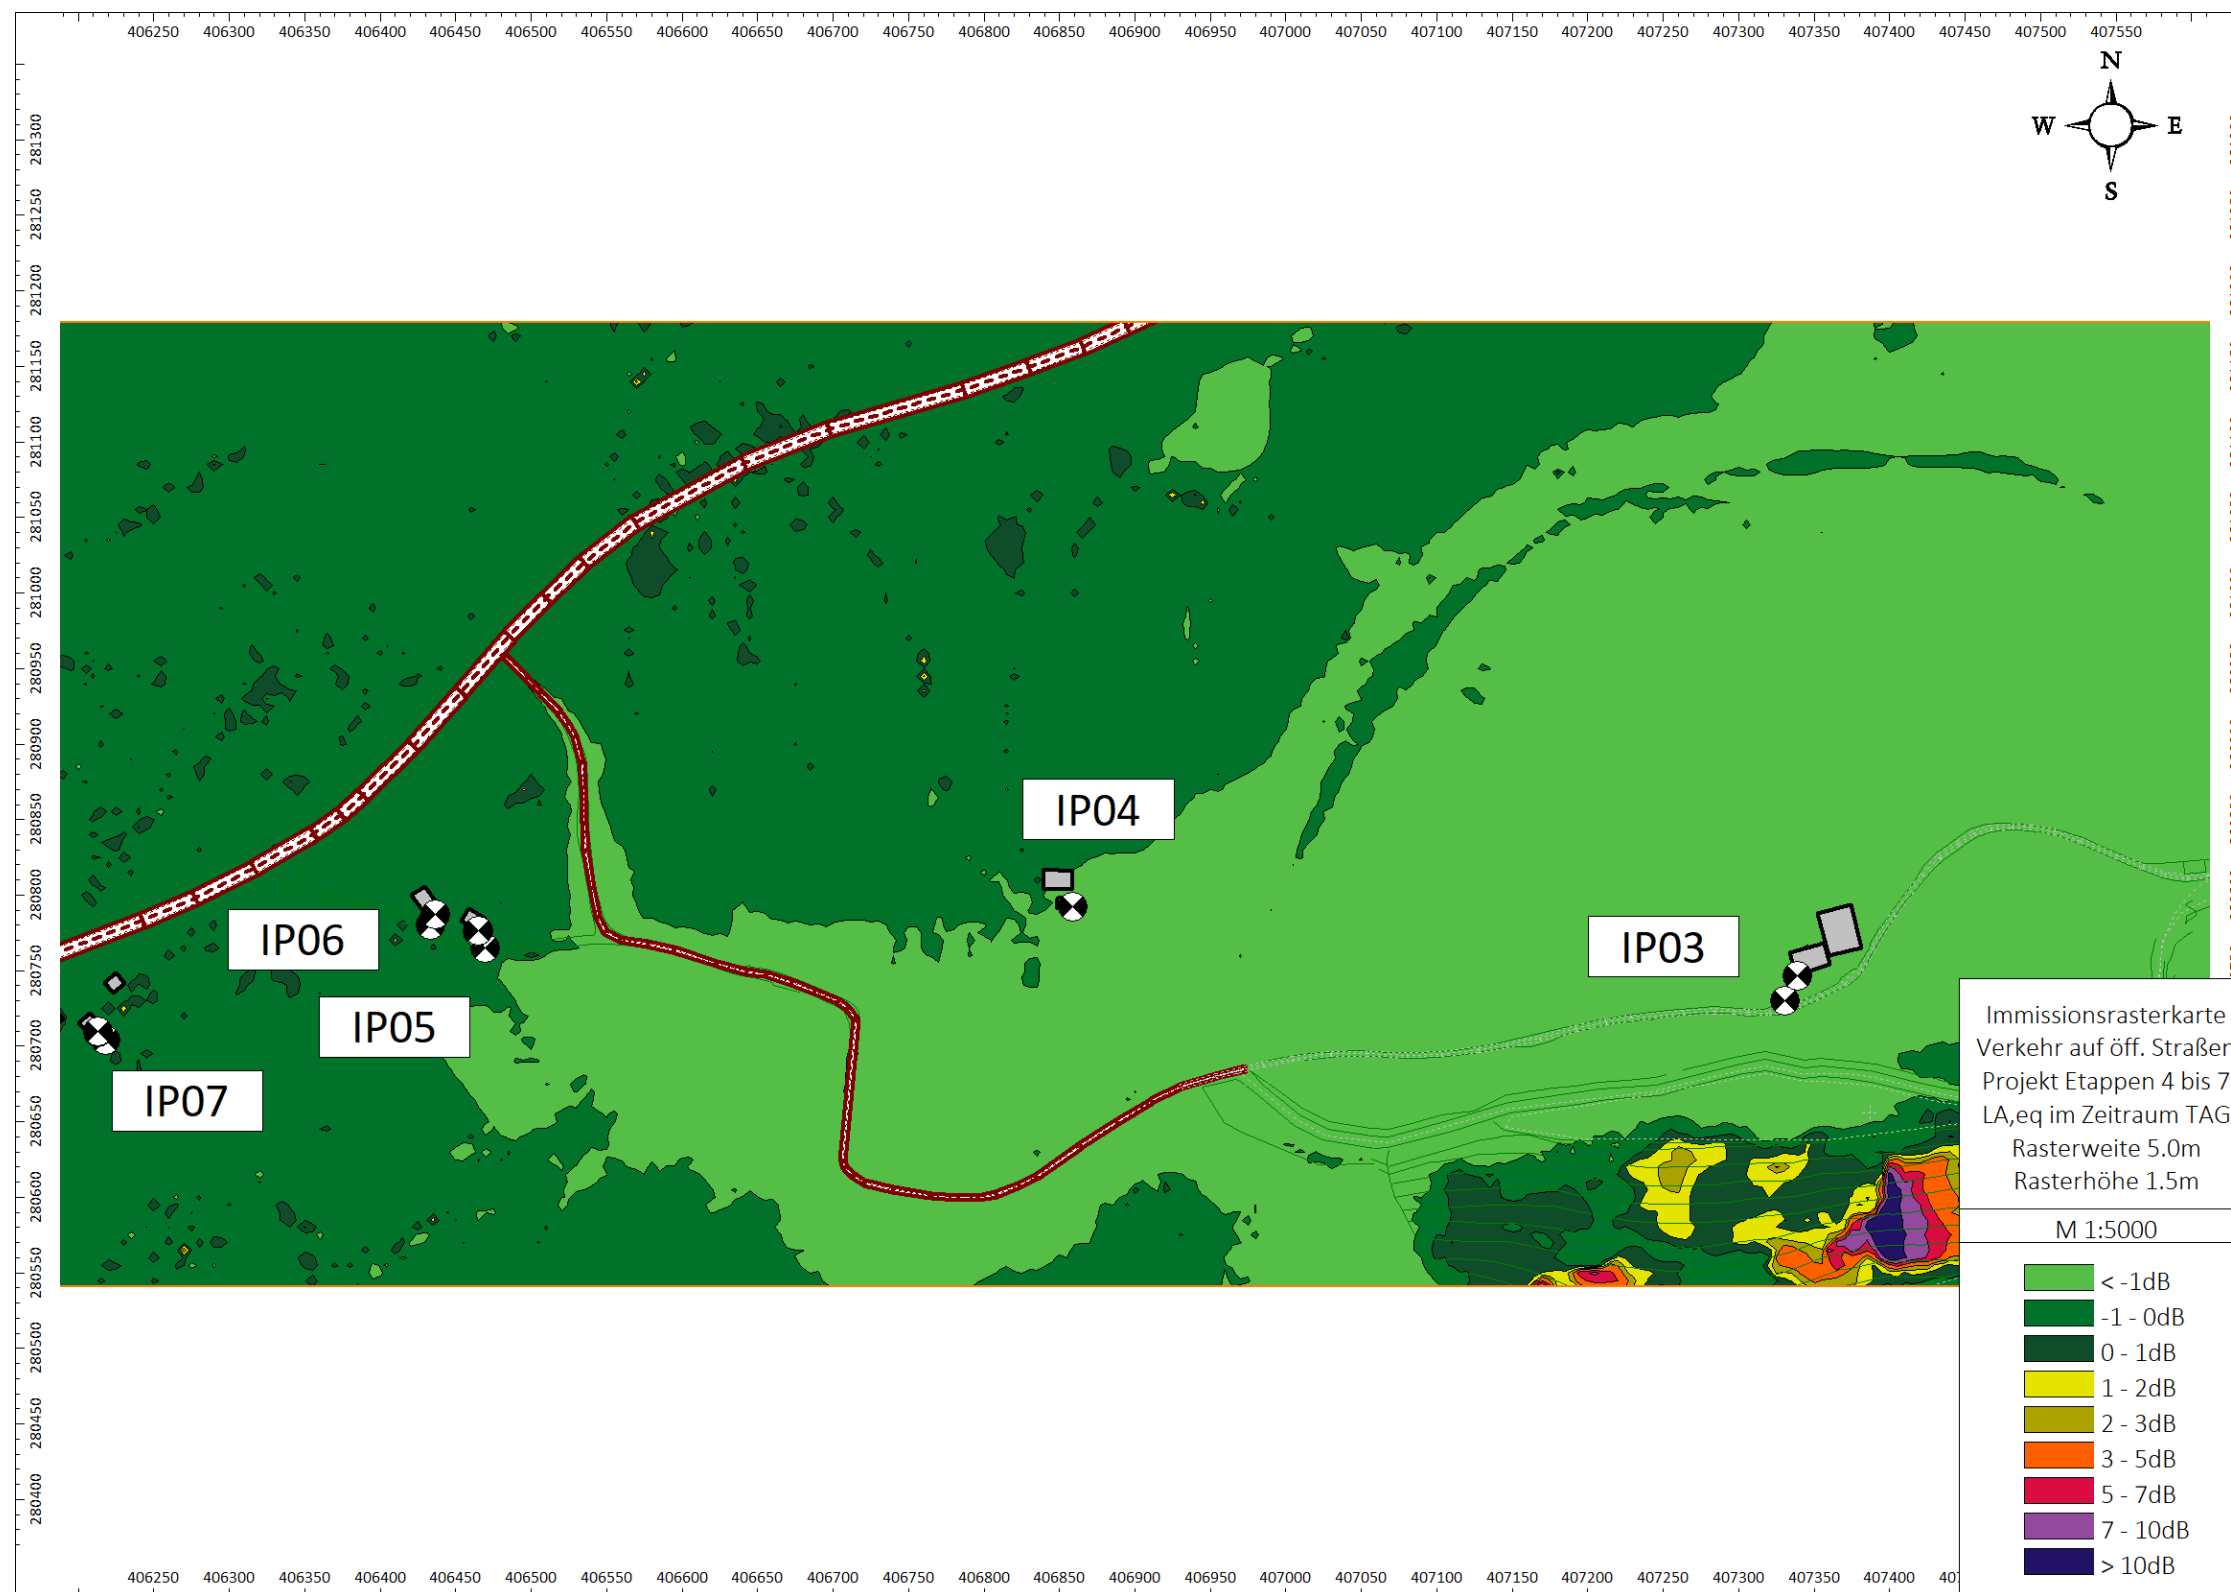 406250 406300 406350 406400 406450 406500 406550 406600 406650 406700 406750 406800 406850 406900 406950 407000 407050 407100 407150 407200 407250 407300 407350 407400 407450 407500 407550
N
W E
S
281300
281250
281200
281150
281100
281050
281000
280950
280900
280850
280800
280750
280700
280650
280600
280550
280500
280450
280400
IP04
IP06
IP03
IP05
IP07
Immissionsrasterkarte
Verkehr auf öff. Straßen
Projekt Etappen 4 bis 7
LA,eq im Zeitraum TAG
Rasterweite 5.0m
Rasterhöhe 1.5m
M 1:5000
< -1dB
-1 - 0dB
0 - 1dB
1 - 2dB
2 - 3dB
3 - 5dB
5 - 7dB
7 - 10dB
> 10dB
406250 406300 406350 406400 406450 406500 406550 406600 406650 406700 406750 406800 406850 406900 406950 407000 407050 407100 407150 407200 407250 407300 407350 407400